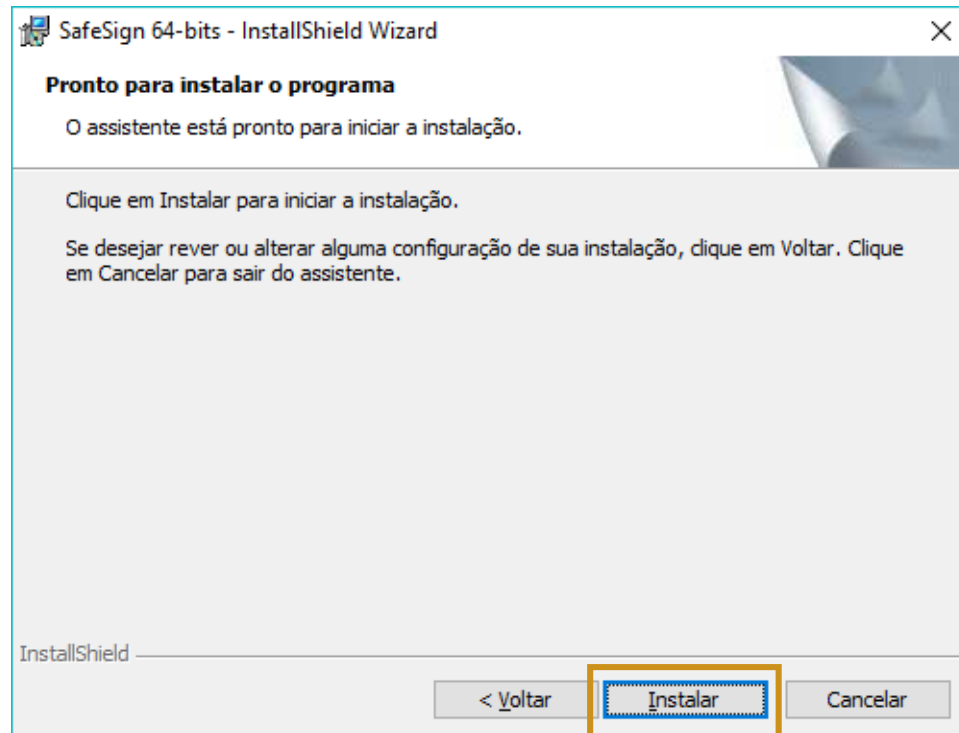 SafeSign 64-bits - InstallShield Wizard
Pronto para instalar o programa
O assistente está pronto para iniciar a instalação.
Clique em Instalar para iniciar a instalação.
Se desejar rever ou alterar alguma configuração de sua instalação, clique em Voltar. Clique
em Cancelar para sair do assistente.
InstallShield
< Voltar Instalar Cancelar